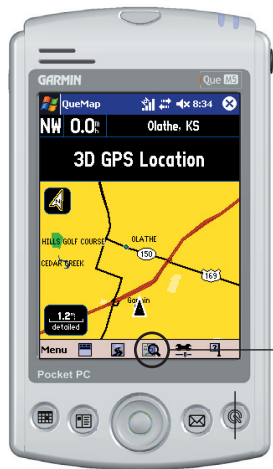 GARMIN
Que M5
QueMap 8:34
NW 0.0
Olathe, KS
3D GPS Location
N
HILLS GOLF COURSE
OLATHE
150
CEDAR CREEK
169
Garmin
1.2
detailed
Menu
Pocket PC